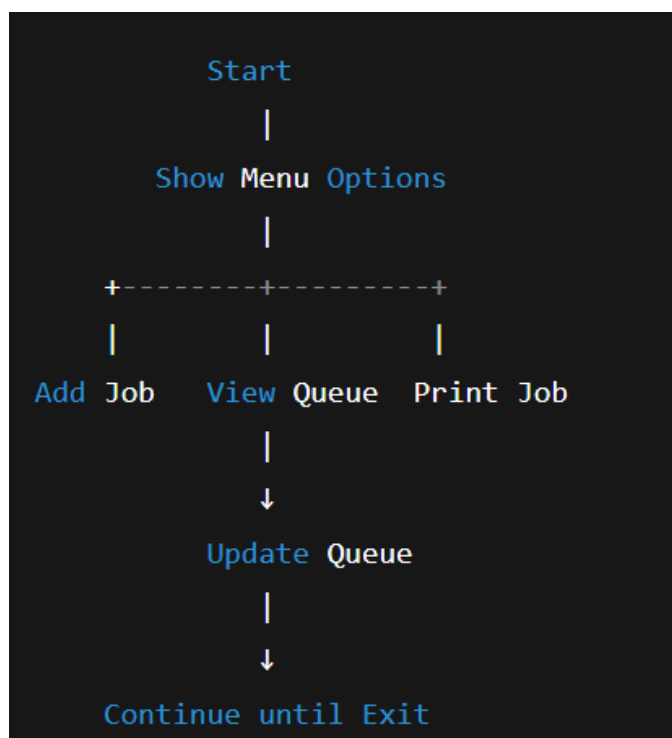 Start
|
Show Menu Options
|
+--------+---------+
| | |
Add Job View Queue Print Job
|
↓
Update Queue
|
↓
Continue until Exit